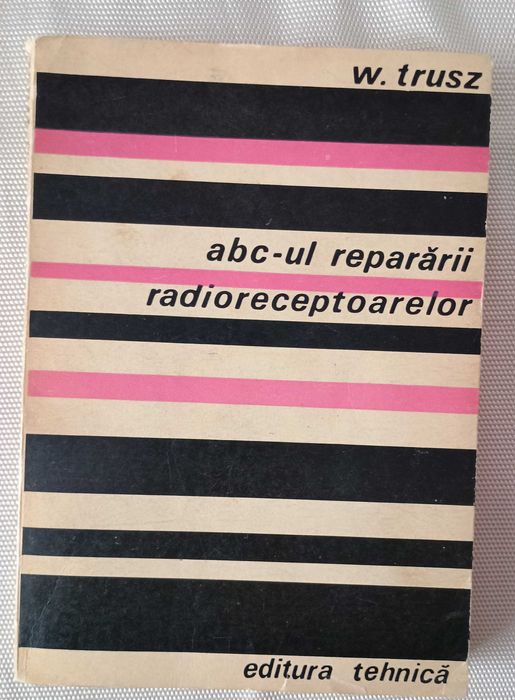 w. trusz
abc-ul reparării
radioreceptoarelor
editura tehnică